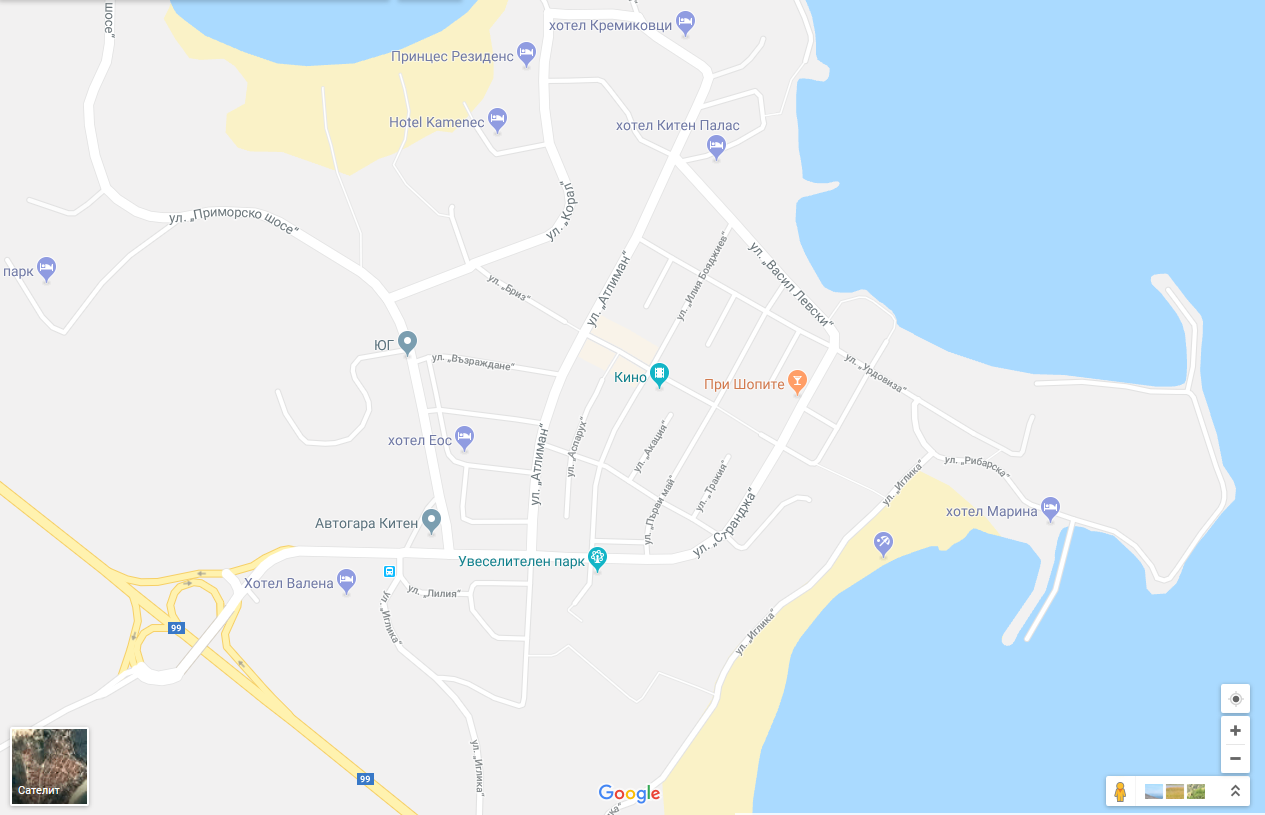 шосе“
хотел Кремиковци
Принцес Резиденс
Hotel Kamenec
хотел Китен Палас
ул. „Приморско шосе“
ул. „Корал
парк
ул. „Бриз“
ул. „Атлиман“
ул. „Илия Бояджиев“
ул. „Васил Левски“
ЮГ
ул. „Възраждане“
Кино
При Шопите
ул. „Урдовиза“
хотел Еос
ул. „Атлиман“
ул. „Аспарух“
ул. „Акация“
ул. „Тракия“
ул. „Първи май“
ул. „Странджа“
ул. „Иглика“
ул. „Рибарска“
хотел Марина
Автогара Китен
Увеселителен парк
Хотел Валена
ул. „Лилия“
ул. „Иглика“
99
ул. „Иглика“
ул. „Иглика“
99
Сателит
Google